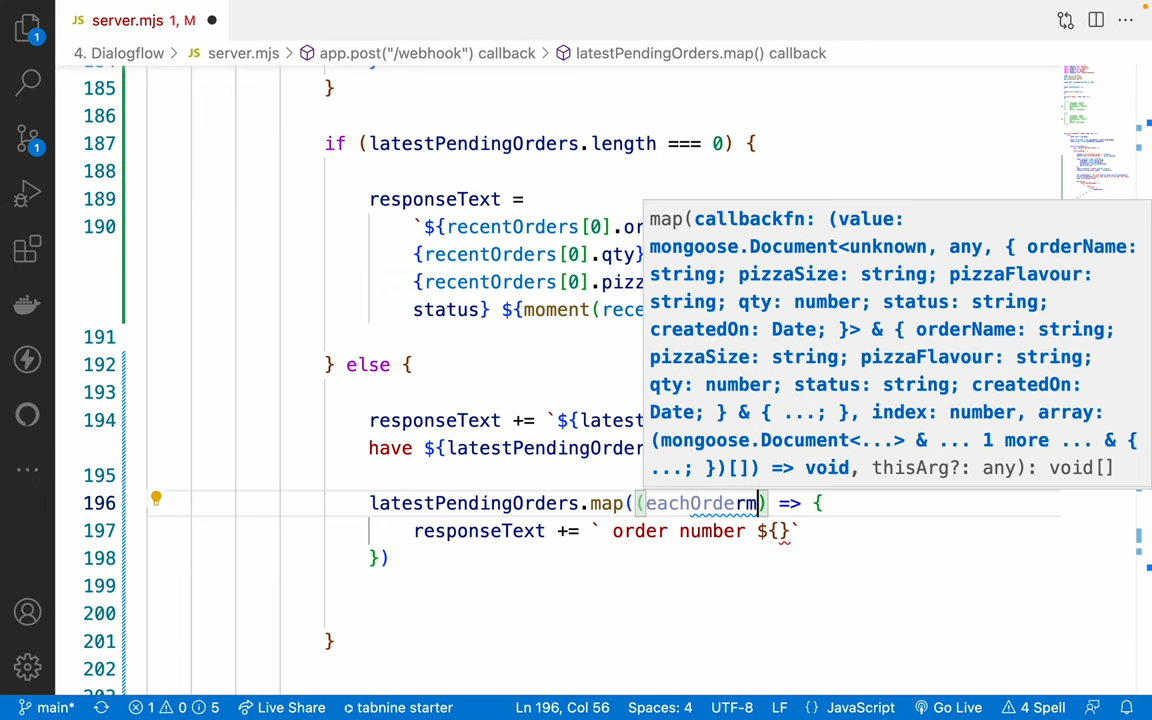 JS server.mjs 1, M ●
4. Dialogflow > JS server.mjs > app.post("/webhook") callback > latestPendingOrders.map() callback
185 }
186
187 if (latestPendingOrders.length === 0) {
188
189 responseText =
190 `${recentOrders[0].or
{recentOrders[0].qty}
{recentOrders[0].pizz
status} ${moment(rece
191
192 } else {
193
194 responseText += `${latest
have ${latestPendingOrder
195
196 latestPendingOrders.map((eachOrderm) => {
197 responseText += ` order number ${}`
198 })
199
200
201 }
202
map(callbackfn: (value:
mongoose.Document<unknown, any, { orderName:
string; pizzaSize: string; pizzaFlavour:
string; qty: number; status: string;
createdOn: Date; }> & { orderName: string;
pizzaSize: string; pizzaFlavour: string;
qty: number; status: string; createdOn:
Date; } & { ...; }, index: number, array:
(mongoose.Document<...> & ... 1 more ... & {
...; })[]) => void, thisArg?: any): void[]
1
1
main* 1 0 5 Live Share tabnine starter Ln 196, Col 56 Spaces: 4 UTF-8 LF {} JavaScript Go Live 4 Spell